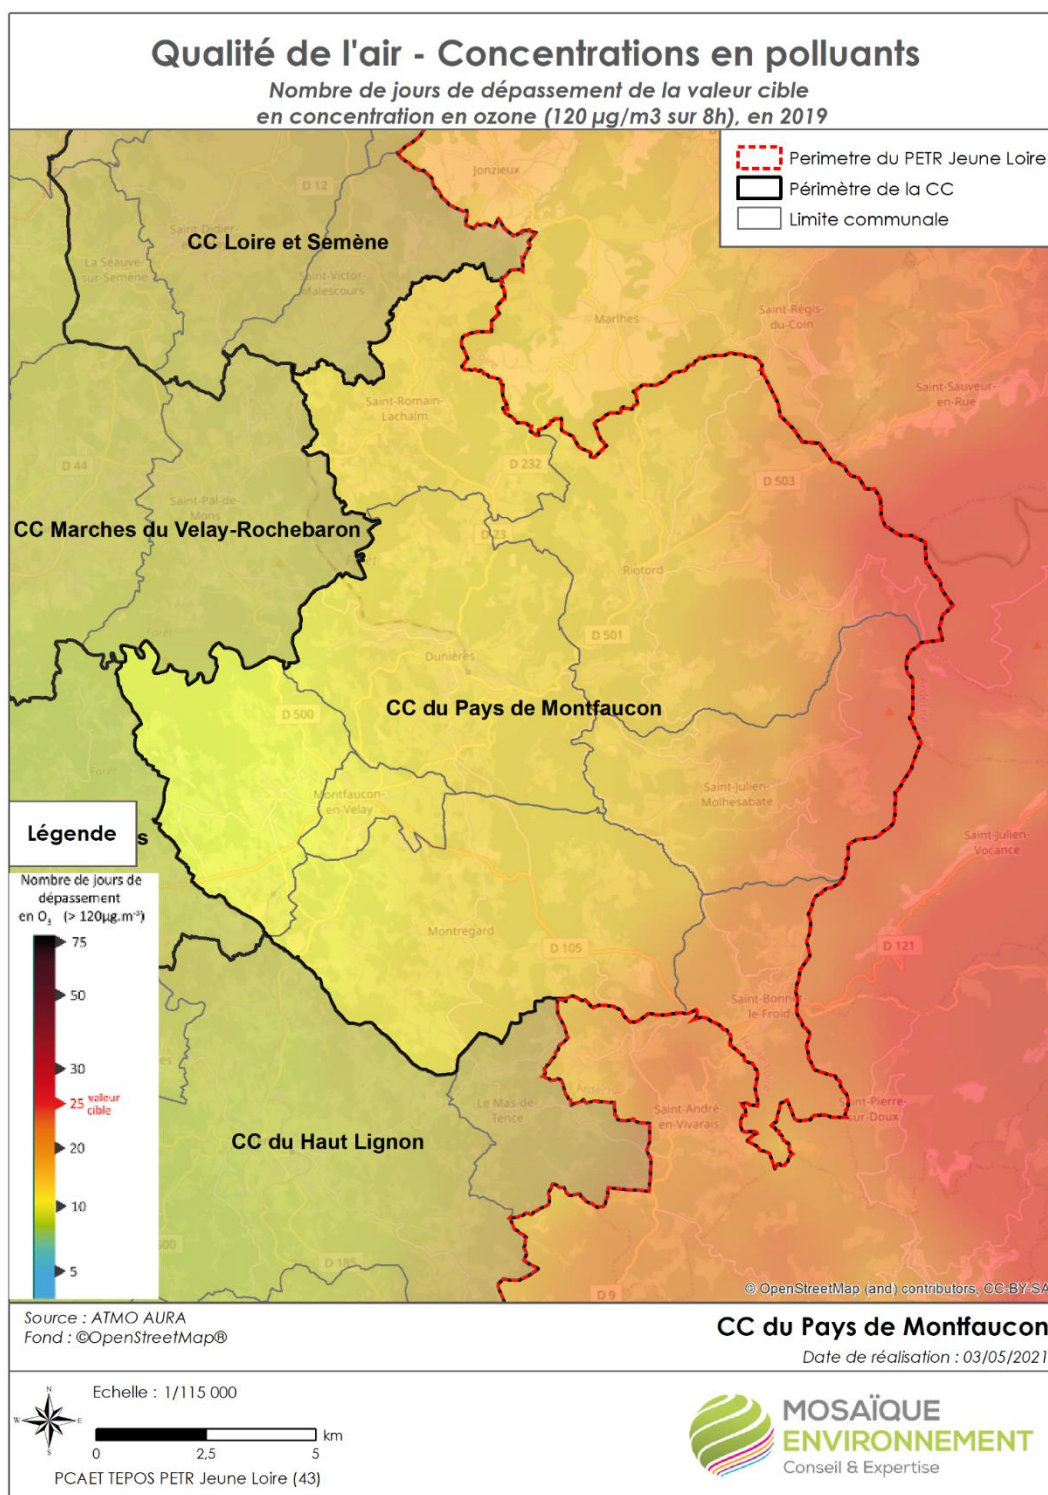 Qualité de l'air - Concentrations en polluants
Nombre de jours de dépassement de la valeur cible
en concentration en ozone (120 µg/m3 sur 8h), en 2019
Perimetre du PETR Jeune Loire
Périmètre de la CC
Limite communale
Jonzieux
D 12
Saint-Didier-
CC Loire et Semène
La Séauve-
sur-Semène
Saint-Victor-
Malescours
Marlhes
Saint-Régis-
du-Coin
Saint-Sauveur-
en-Rue
Saint-Romain-
Lachalm
D 44
D 232
D 503
Saint-Pal-de-
Mons
CC Marches du Velay-Rochebaron
D 23
Riotord
Forêt
D 501
Dunières
CC du Pays de Montfaucon
D 500
Forêt
Montfaucon-
en-Velay
Saint-Julien-
Molhesabate
Saint-Julien-
Vocance
Légende
s
Nombre de jours de
dépassement
en O₃ (> 120µg.m⁻³)
75
50
30
25 valeur
cible
20
10
5
Montregard
D 105
D 121
Saint-Bonnet-
le-Froid
Le Mas-de-
Tence
Saint-André-
en-Vivarais
Saint-Pierre-
sur-Doux
CC du Haut Lignon
D 185
D 9
© OpenStreetMap (and) contributors, CC-BY-SA
Source : ATMO AURA
Fond : ©OpenStreetMap®
CC du Pays de Montfaucon
Date de réalisation : 03/05/2021
N
W
E
S
Echelle : 1/115 000
0
2,5
5
km
PCAET TEPOS PETR Jeune Loire (43)
MOSAÏQUE
ENVIRONNEMENT
Conseil & Expertise